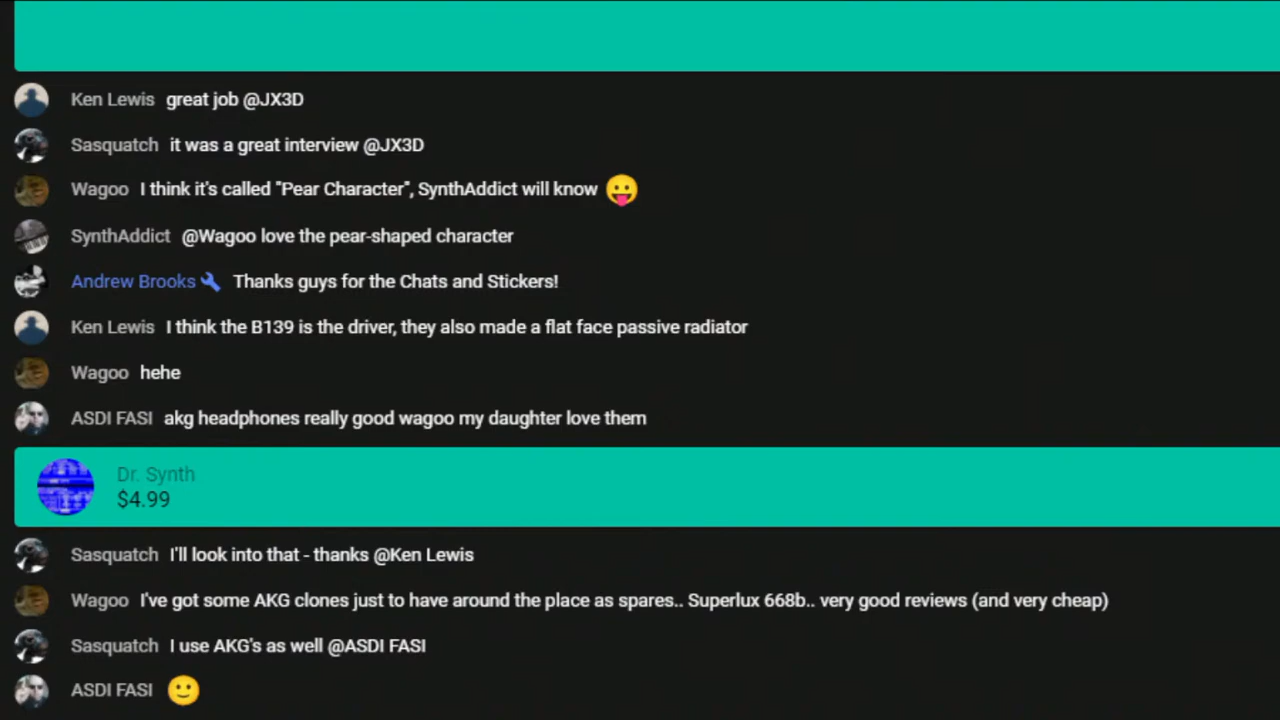 Ken Lewis great job @JX3D
Sasquatch it was a great interview @JX3D
Wagoo I think it's called "Pear Character", SynthAddict will know 😛
SynthAddict @Wagoo love the pear-shaped character
Andrew Brooks 🔧 Thanks guys for the Chats and Stickers!
Ken Lewis I think the B139 is the driver, they also made a flat face passive radiator
Wagoo hehe
ASDI FASI akg headphones really good wagoo my daughter love them
Dr. Synth
$4.99
Sasquatch I'll look into that - thanks @Ken Lewis
Wagoo I've got some AKG clones just to have around the place as spares.. Superlux 668b.. very good reviews (and very cheap)
Sasquatch I use AKG's as well @ASDI FASI
ASDI FASI 🙂